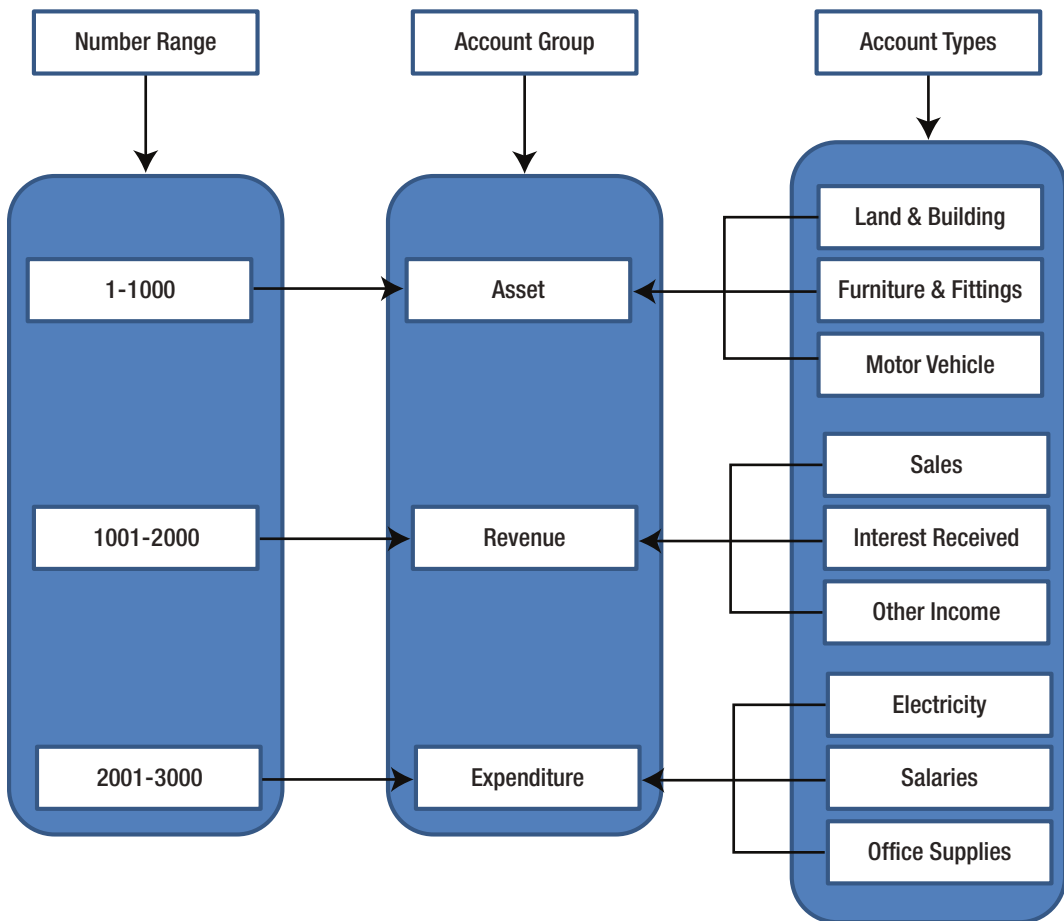 Number Range
Account Group
Account Types
Land & Building
1-1000
Asset
Furniture & Fittings
Motor Vehicle
Sales
1001-2000
Revenue
Interest Received
Other Income
Electricity
2001-3000
Expenditure
Salaries
Office Supplies